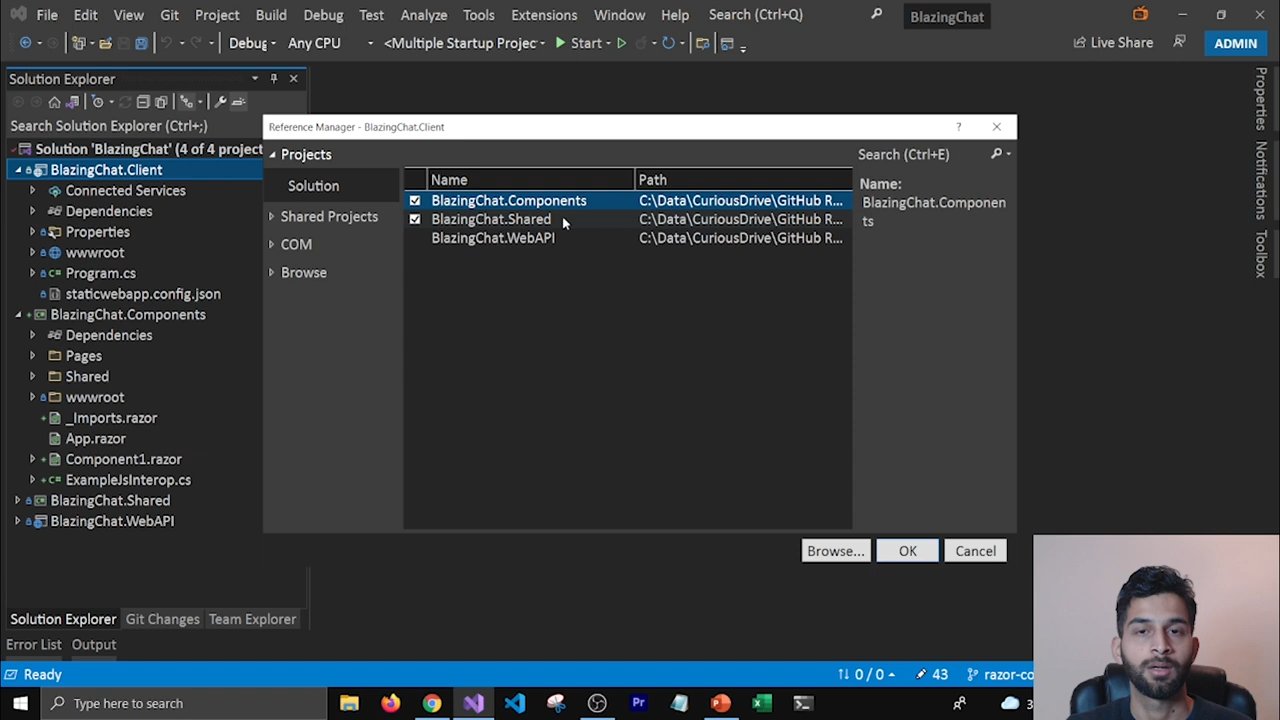 File Edit View Git Project Build Debug Test Analyze Tools Extensions Window Help Search (Ctrl+Q) BlazingChat
Debug Any CPU <Multiple Startup Projec Start Live Share ADMIN
Solution Explorer
Search Solution Explorer (Ctrl+;)
Solution 'BlazingChat' (4 of 4 project
BlazingChat.Client
Connected Services
Dependencies
Properties
wwwroot
Program.cs
staticwebapp.config.json
BlazingChat.Components
Dependencies
Pages
Shared
wwwroot
_Imports.razor
App.razor
Component1.razor
ExampleJsInterop.cs
BlazingChat.Shared
BlazingChat.WebAPI
Solution Explorer Git Changes Team Explorer
Error List Output
Reference Manager - BlazingChat.Client ?
Projects
Solution
Shared Projects
COM
Browse
Name Path
BlazingChat.Components C:\Data\CuriousDrive\GitHub R...
BlazingChat.Shared C:\Data\CuriousDrive\GitHub R...
BlazingChat.WebAPI C:\Data\CuriousDrive\GitHub R...
Search (Ctrl+E)
Name:
BlazingChat.Componen
ts
Browse... OK Cancel
Properties
Notifications
Toolbox
Ready 0 / 0 43 razor-co
Type here to search 3